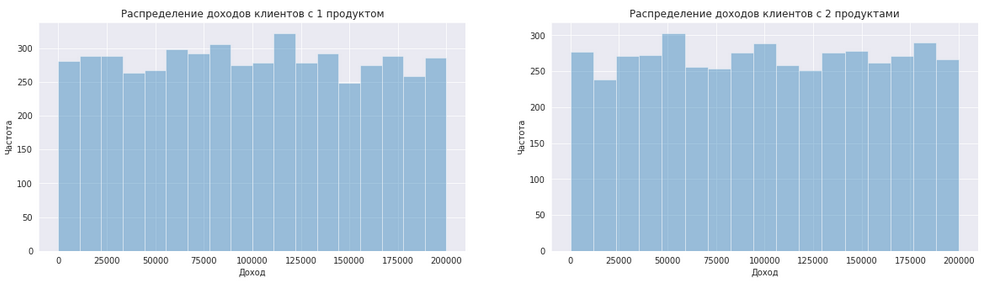 Распределение доходов клиентов с 1 продуктом
Частота
300
250
200
150
100
50
0
0 25000 50000 75000 100000 125000 150000 175000 200000
Доход
Распределение доходов клиентов с 2 продуктами
Частота
300
250
200
150
100
50
0
0 25000 50000 75000 100000 125000 150000 175000 200000
Доход